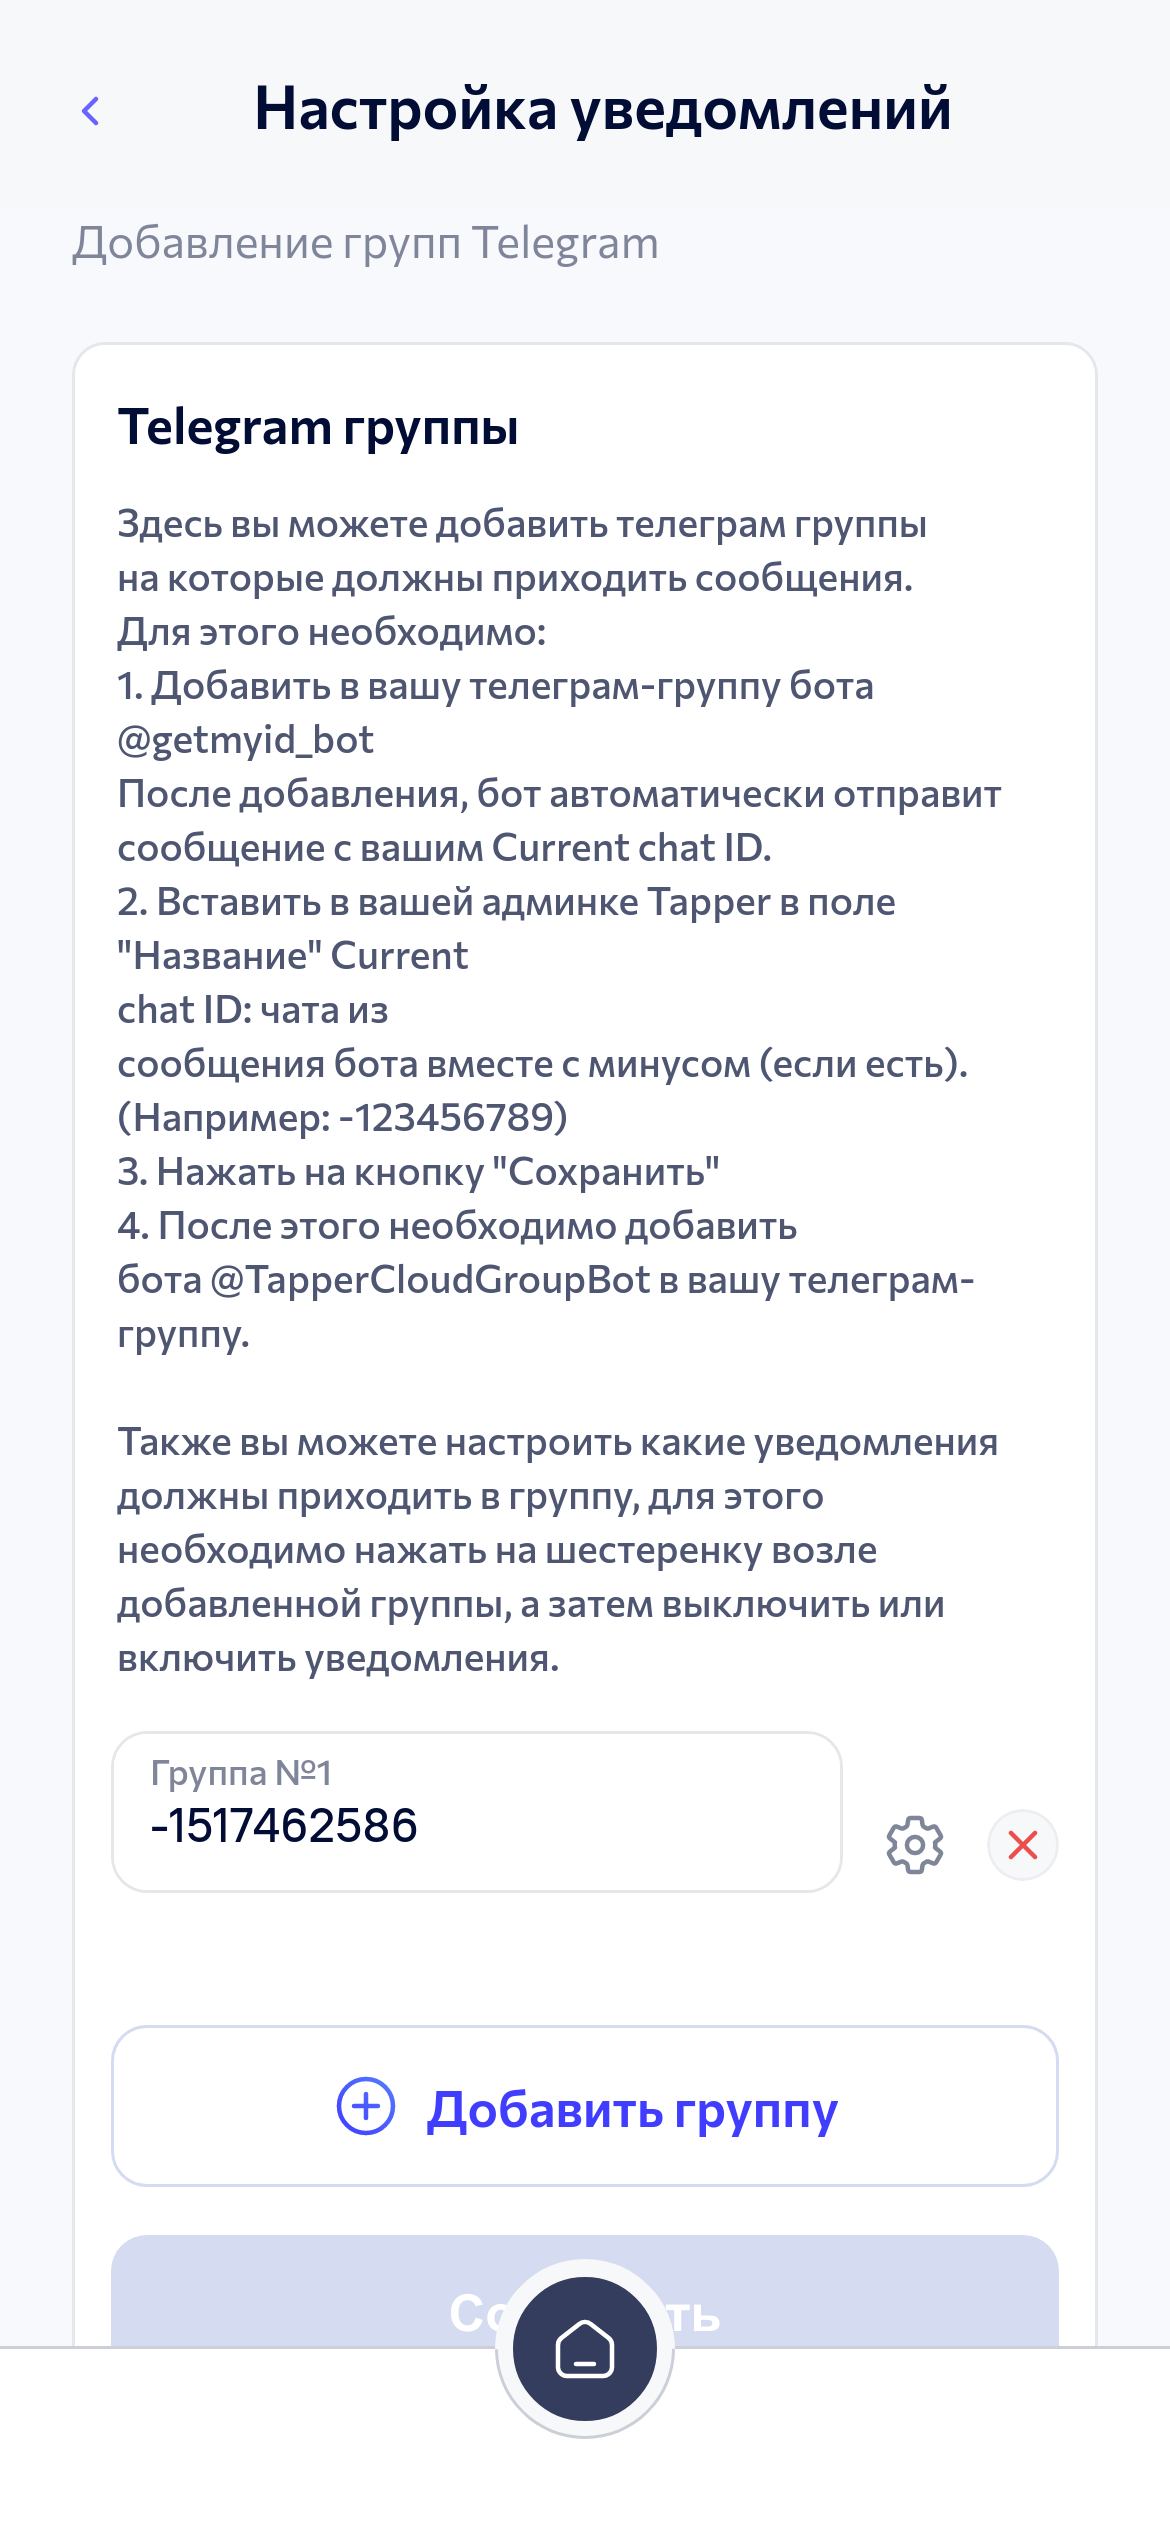 Настройка уведомлений
Добавление групп Telegram
Telegram группы
Здесь вы можете добавить телеграм группы
на которые должны приходить сообщения.
Для этого необходимо:
1. Добавить в вашу телеграм-группу бота
@getmyid_bot
После добавления, бот автоматически отправит
сообщение с вашим Current chat ID.
2. Вставить в вашей админке Tapper в поле
"Название" Current
chat ID: чата из
сообщения бота вместе с минусом (если есть).
(Например: -123456789)
3. Нажать на кнопку "Сохранить"
4. После этого необходимо добавить
бота @TapperCloudGroupBot в вашу телеграм-
группу.
Также вы можете настроить какие уведомления
должны приходить в группу, для этого
необходимо нажать на шестеренку возле
добавленной группы, а затем выключить или
включить уведомления.
Группа №1
-1517462586
Добавить группу